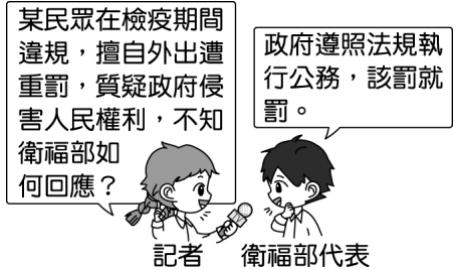 某民眾在檢疫期間
違規，擅自外出遭
重罰，質疑政府侵
害人民權利，不知
衛福部如
何回應？
政府遵照法規執
行公務，該罰就
罰。
記者
衛福部代表